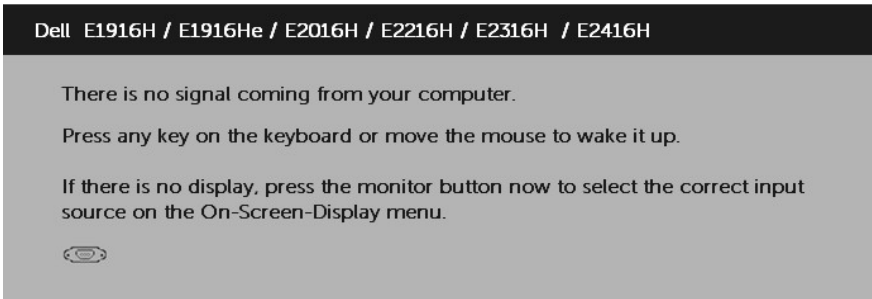 Dell E1916H / E1916He / E2016H / E2216H / E2316H / E2416H
There is no signal coming from your computer.
Press any key on the keyboard or move the mouse to wake it up.
If there is no display, press the monitor button now to select the correct input
source on the On-Screen-Display menu.